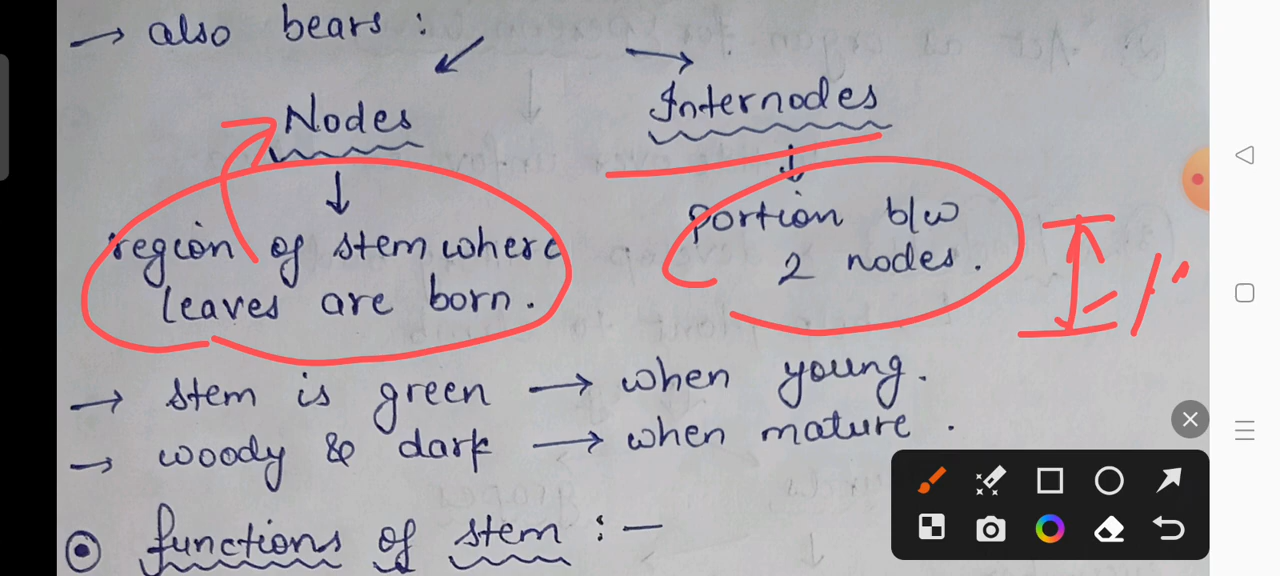 → also bears :
Nodes
Internodes
region of stem where
leaves are born.
portion b/w
2 nodes.
→ stem is green → when young.
→ woody & dark → when mature.
functions of stem : —